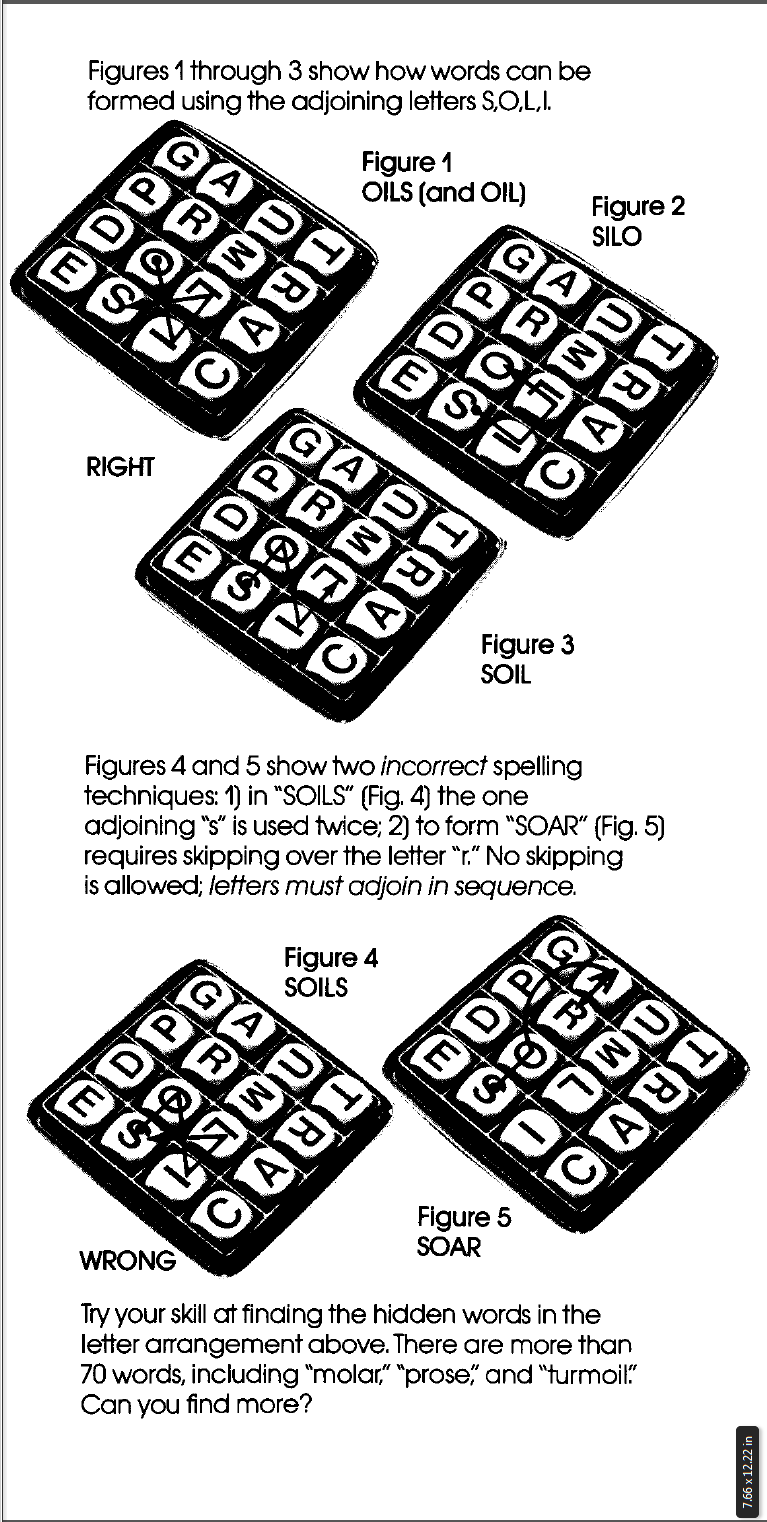 Figures 1 through 3 show how words can be
formed using the adjoining letters S,O,L,I.
Figure 1
OILS (and OIL)
G A U T
P R M R
D O L A
E S I C
Figure 2
SILO
G A U T
P R M R
D O L A
E S I C
RIGHT
G A U T
P R M R
D O L A
E S I C
Figure 3
SOIL
Figures 4 and 5 show two incorrect spelling
techniques: 1) in "SOILS" (Fig. 4) the one
adjoining "s" is used twice; 2) to form "SOAR" (Fig. 5)
requires skipping over the letter "r." No skipping
is allowed; letters must adjoin in sequence.
Figure 4
SOILS
G A U T
P R M R
D O L A
E S I C
WRONG
G A U T
P R M R
D O L A
E S I C
Figure 5
SOAR
Try your skill at finding the hidden words in the
letter arrangement above. There are more than
70 words, including "molar," "prose," and "turmoil."
Can you find more?
7.66 x 12.22 in